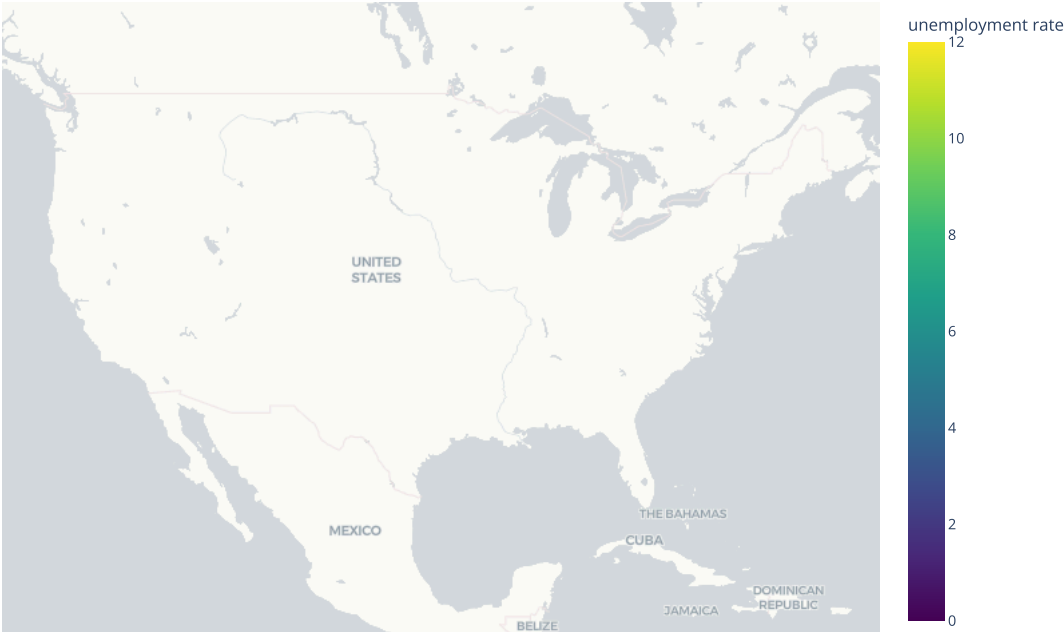 unemployment rate
12
10
8
6
4
2
0
UNITED
STATES
MEXICO
THE BAHAMAS
CUBA
DOMINICAN
REPUBLIC
JAMAICA
BELIZE